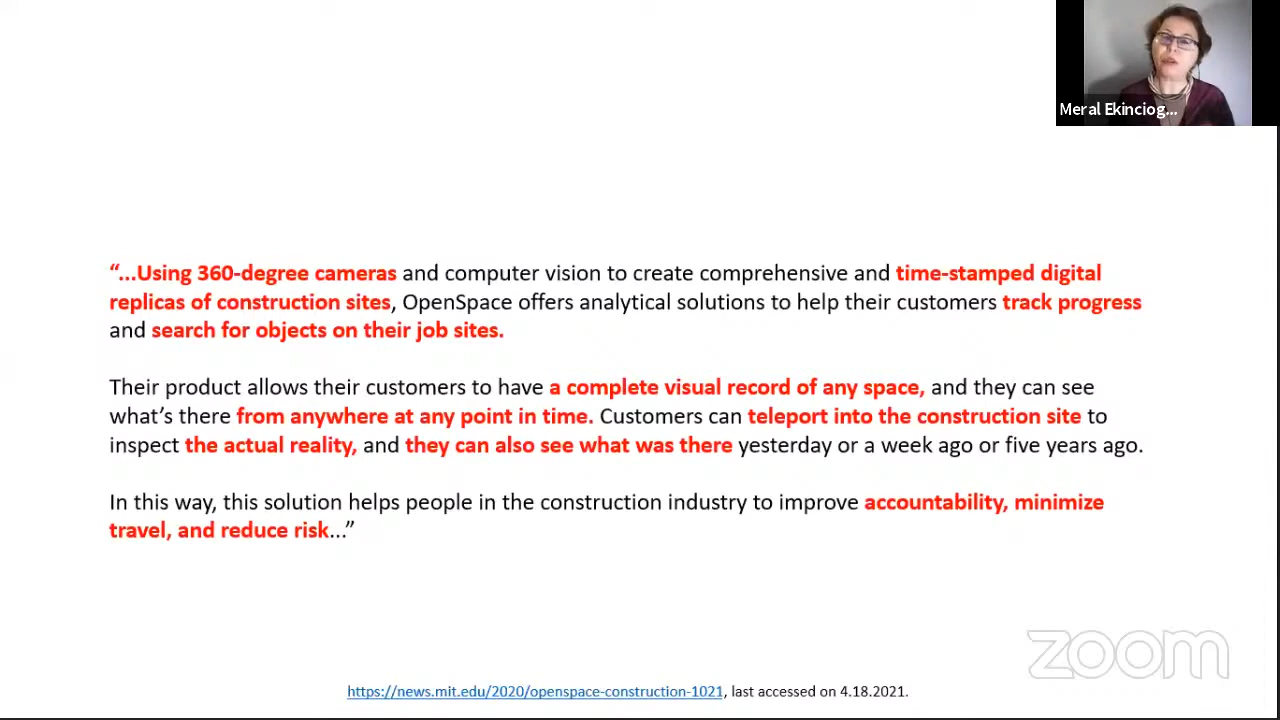 Meral Ekinciog...
“...Using 360-degree cameras and computer vision to create comprehensive and time-stamped digital
replicas of construction sites, OpenSpace offers analytical solutions to help their customers track progress
and search for objects on their job sites.
Their product allows their customers to have a complete visual record of any space, and they can see
what’s there from anywhere at any point in time. Customers can teleport into the construction site to
inspect the actual reality, and they can also see what was there yesterday or a week ago or five years ago.
In this way, this solution helps people in the construction industry to improve accountability, minimize
travel, and reduce risk...”
zoom
https://news.mit.edu/2020/openspace-construction-1021, last accessed on 4.18.2021.